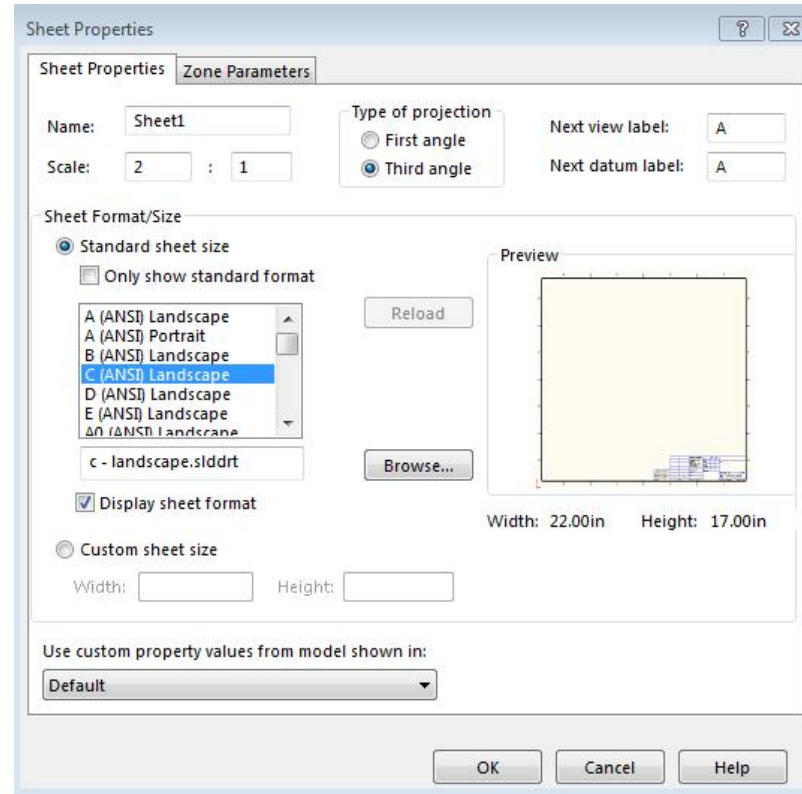 Sheet Properties
Sheet Properties Zone Parameters
Name: Sheet1
Scale: 2 : 1
Type of projection
First angle
Third angle
Next view label: A
Next datum label: A
Sheet Format/Size
Standard sheet size
Only show standard format
A (ANSI) Landscape
A (ANSI) Portrait
B (ANSI) Landscape
C (ANSI) Landscape
D (ANSI) Landscape
E (ANSI) Landscape
A0 (ANSI) Landscape
Reload
c - landscape.slddrt
Browse...
Display sheet format
Preview
Width: 22.00in Height: 17.00in
Custom sheet size
Width: Height:
Use custom property values from model shown in:
Default
OK Cancel Help